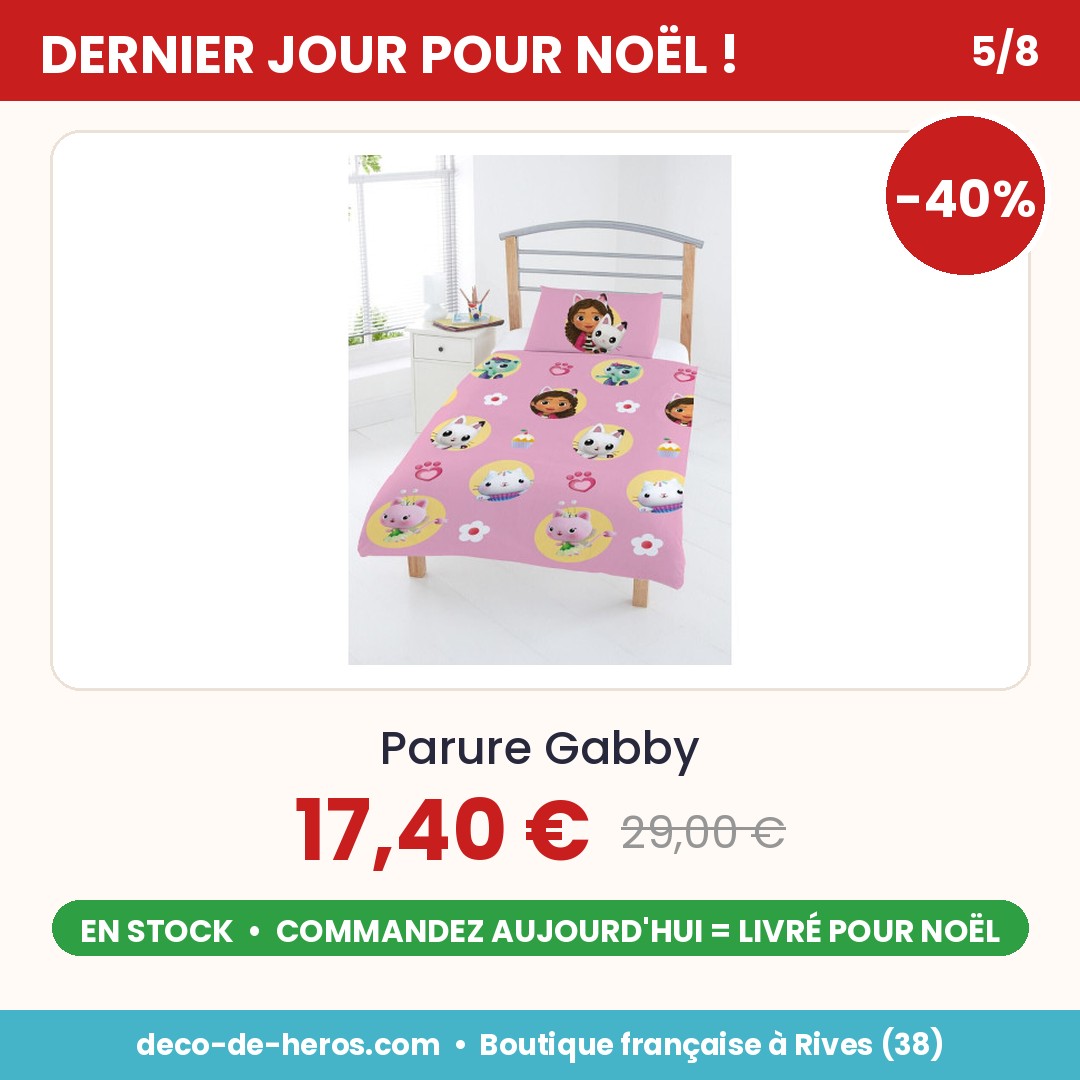 DERNIER JOUR POUR NOËL !
5/8
-40%
Parure Gabby
17,40 € 29,00 €
EN STOCK • COMMANDEZ AUJOURD'HUI = LIVRÉ POUR NOËL
deco-de-heros.com • Boutique française à Rives (38)